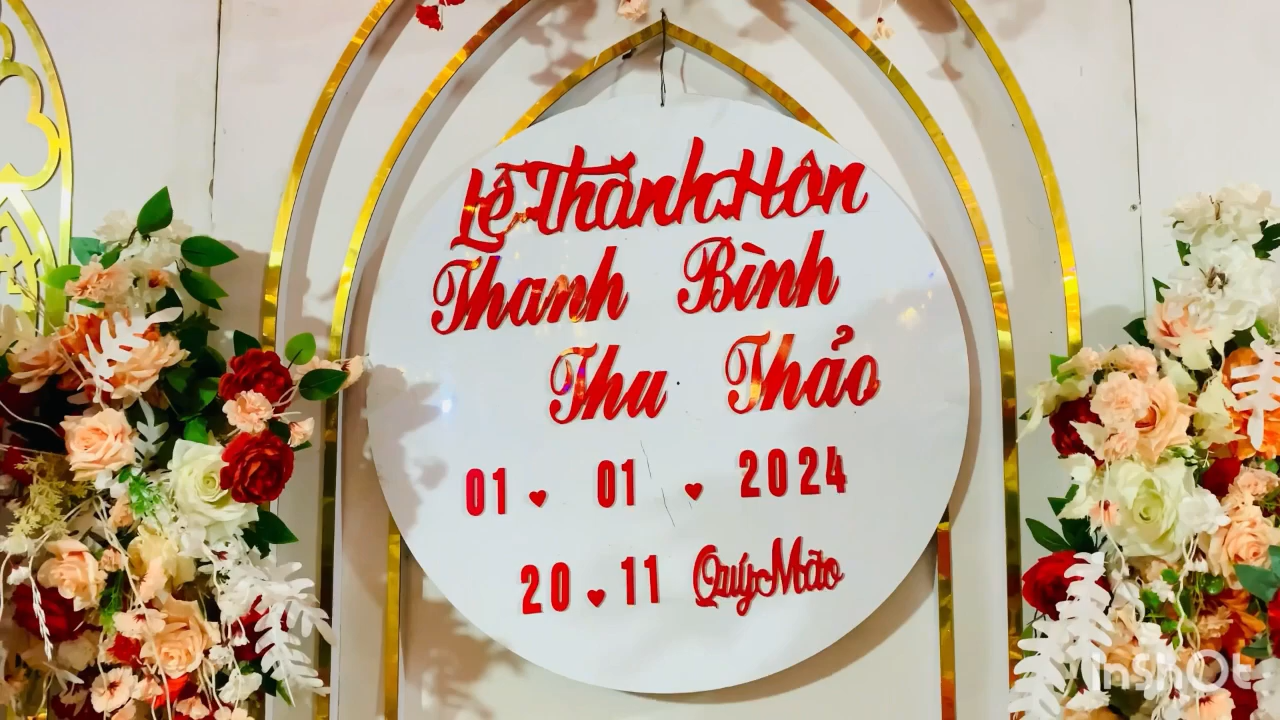 Lễ Thành Hôn
Thanh Bình
Thu Thảo
01 ♥ 01 ♥ 2024
20 ♥ 11 Quý Mão
InShOt